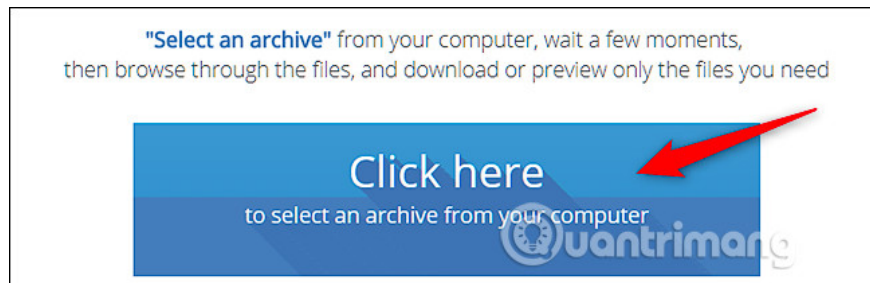 "Select an archive" from your computer, wait a few moments,
then browse through the files, and download or preview only the files you need
Click here
to select an archive from your computer
Quantrimang